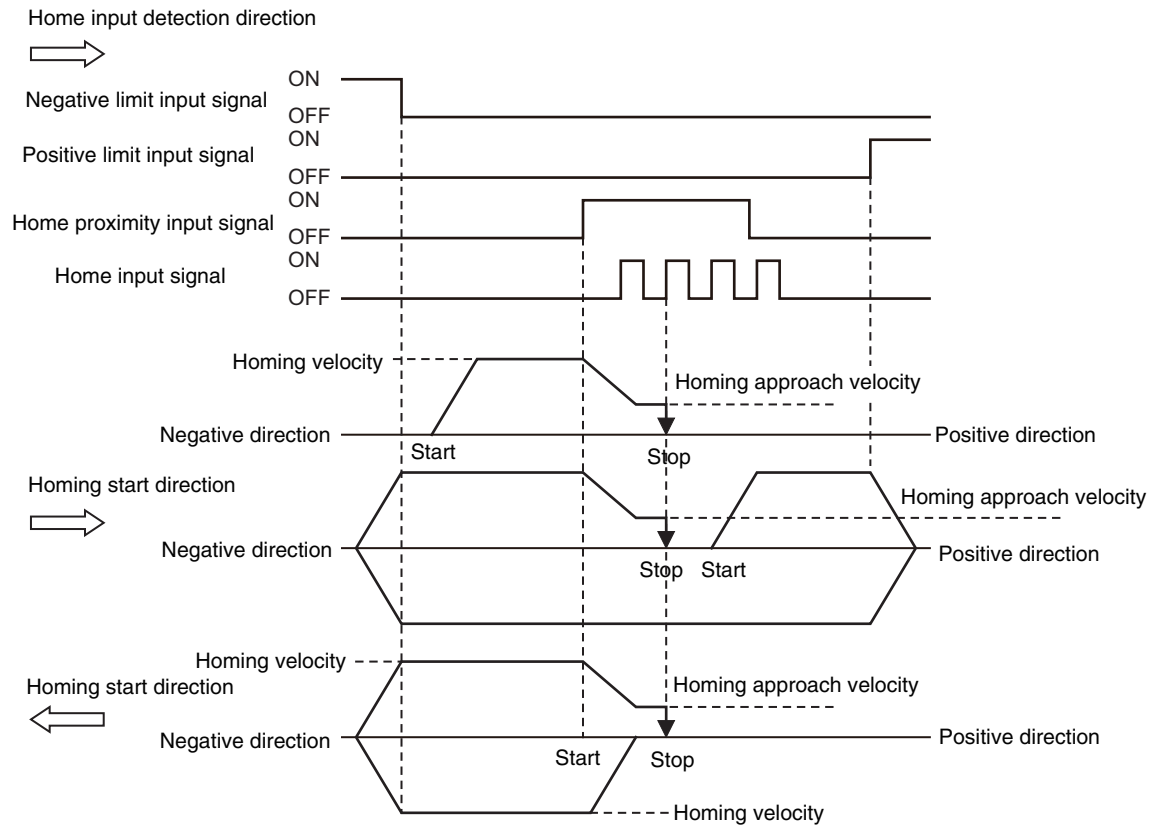 Home input detection direction
ON
Negative limit input signal
OFF
ON
Positive limit input signal
OFF
ON
Home proximity input signal
OFF
ON
Home input signal
OFF
Homing velocity
Homing approach velocity
Negative direction
Positive direction
Start
Stop
Homing start direction
Homing approach velocity
Negative direction
Positive direction
Stop
Start
Homing velocity
Homing start direction
Homing approach velocity
Negative direction
Positive direction
Start
Stop
Homing velocity